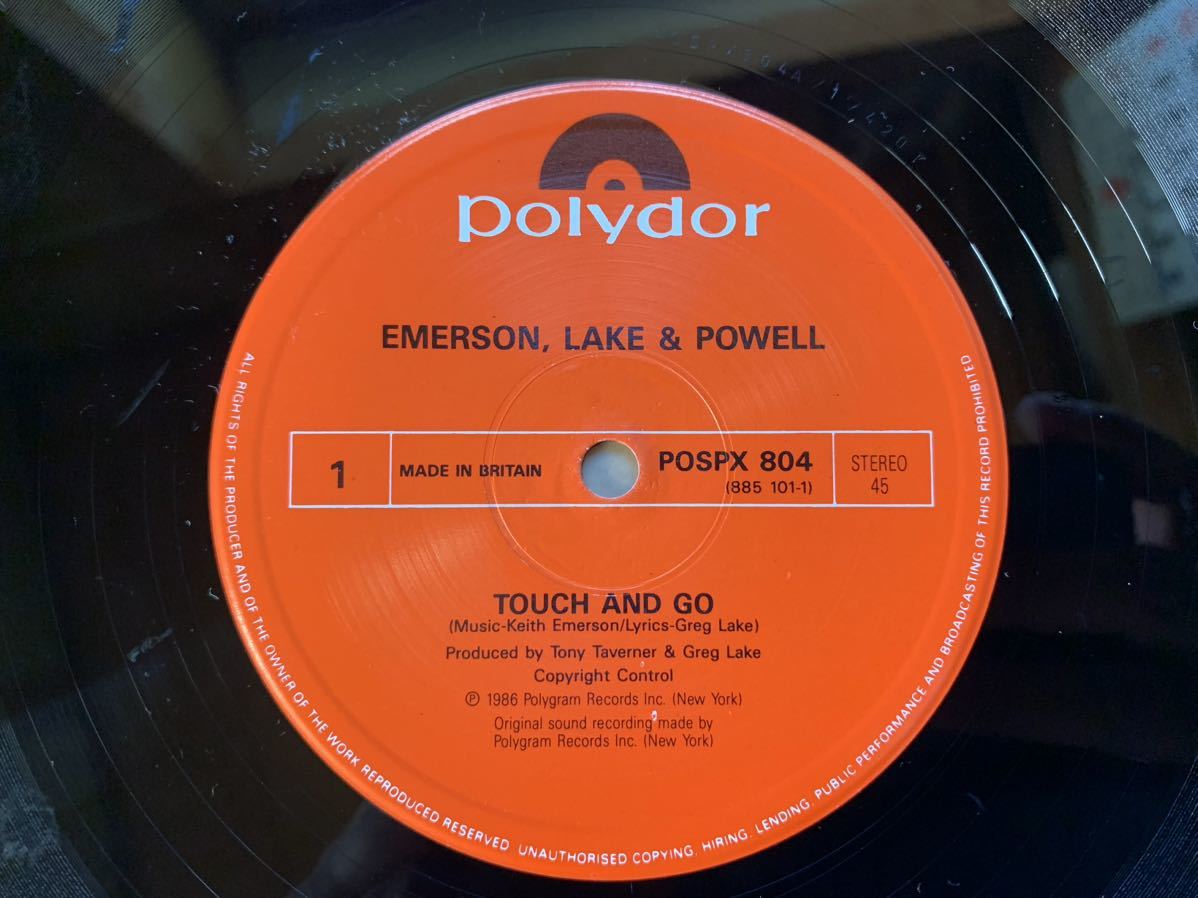 polydor
EMERSON, LAKE & POWELL
1
MADE IN BRITAIN
POSPX 804
(885 101-1)
STEREO
45
TOUCH AND GO
(Music-Keith Emerson/Lyrics-Greg Lake)
Produced by Tony Taverner & Greg Lake
Copyright Control
℗ 1986 Polygram Records Inc. (New York)
Original sound recording made by
Polygram Records Inc. (New York)
ALL RIGHTS OF THE PRODUCER AND OF THE OWNER OF THE WORK REPRODUCED RESERVED. UNAUTHORISED COPYING, HIRING, LENDING, PUBLIC PERFORMANCE AND BROADCASTING OF THIS RECORD PROHIBITED